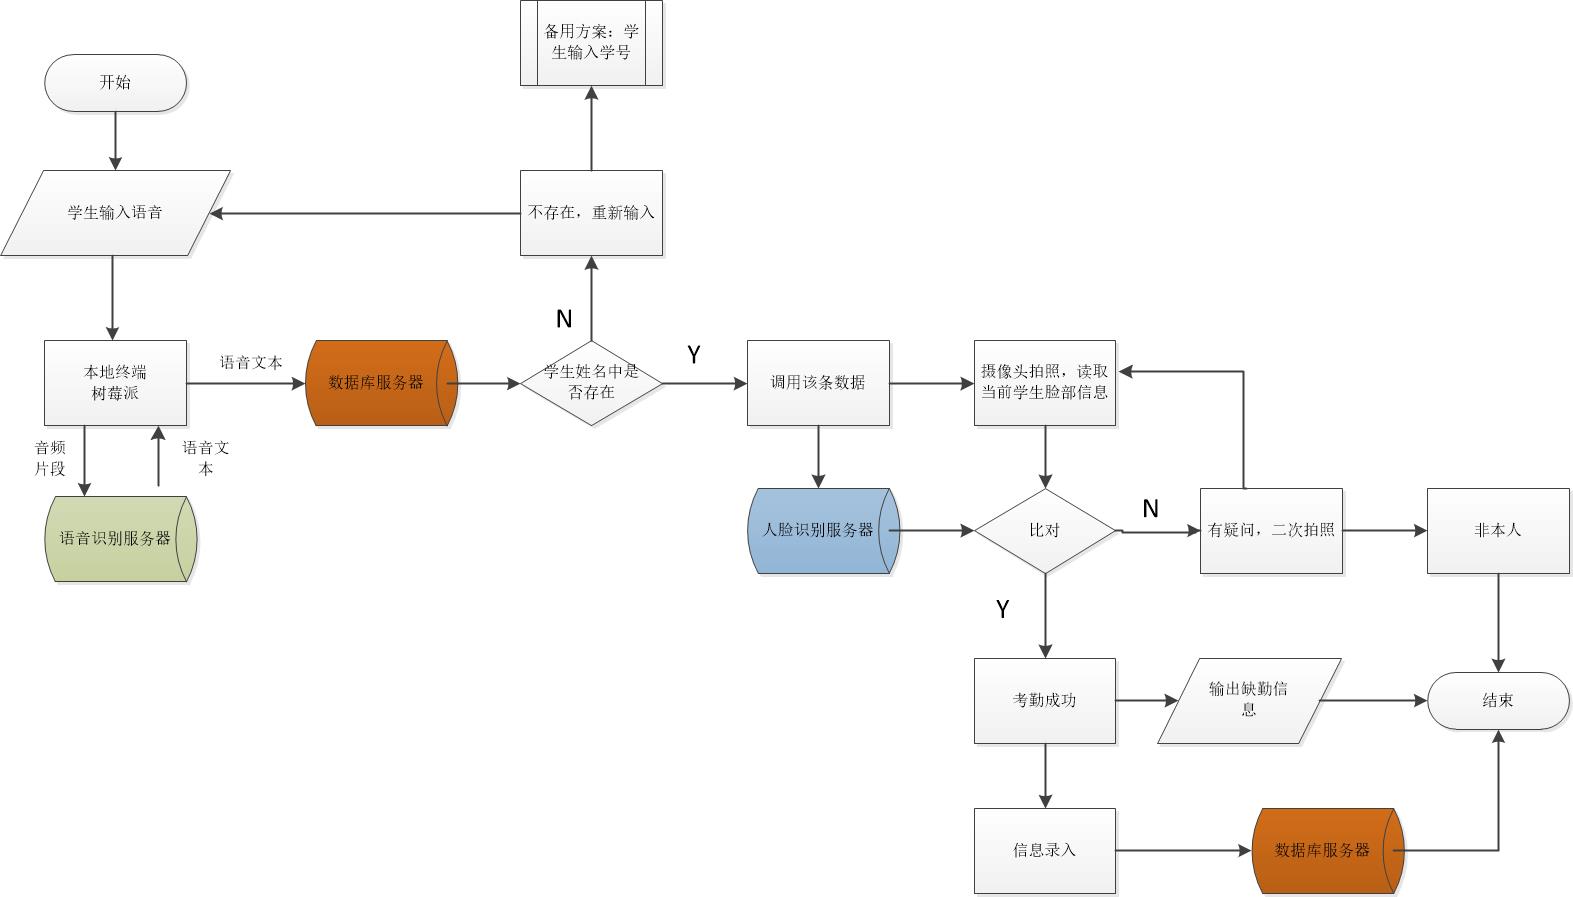 备用方案：学
生输入学号
开始
学生输入语音
不存在，重新输入
N
Y
本地终端
树莓派
语音文本
数据库服务器
学生姓名中是
否存在
调用该条数据
摄像头拍照，读取
当前学生脸部信息
音频
片段
语音文
本
语音识别服务器
人脸识别服务器
比对
N
有疑问，二次拍照
非本人
Y
考勤成功
输出缺勤信
息
结束
信息录入
数据库服务器